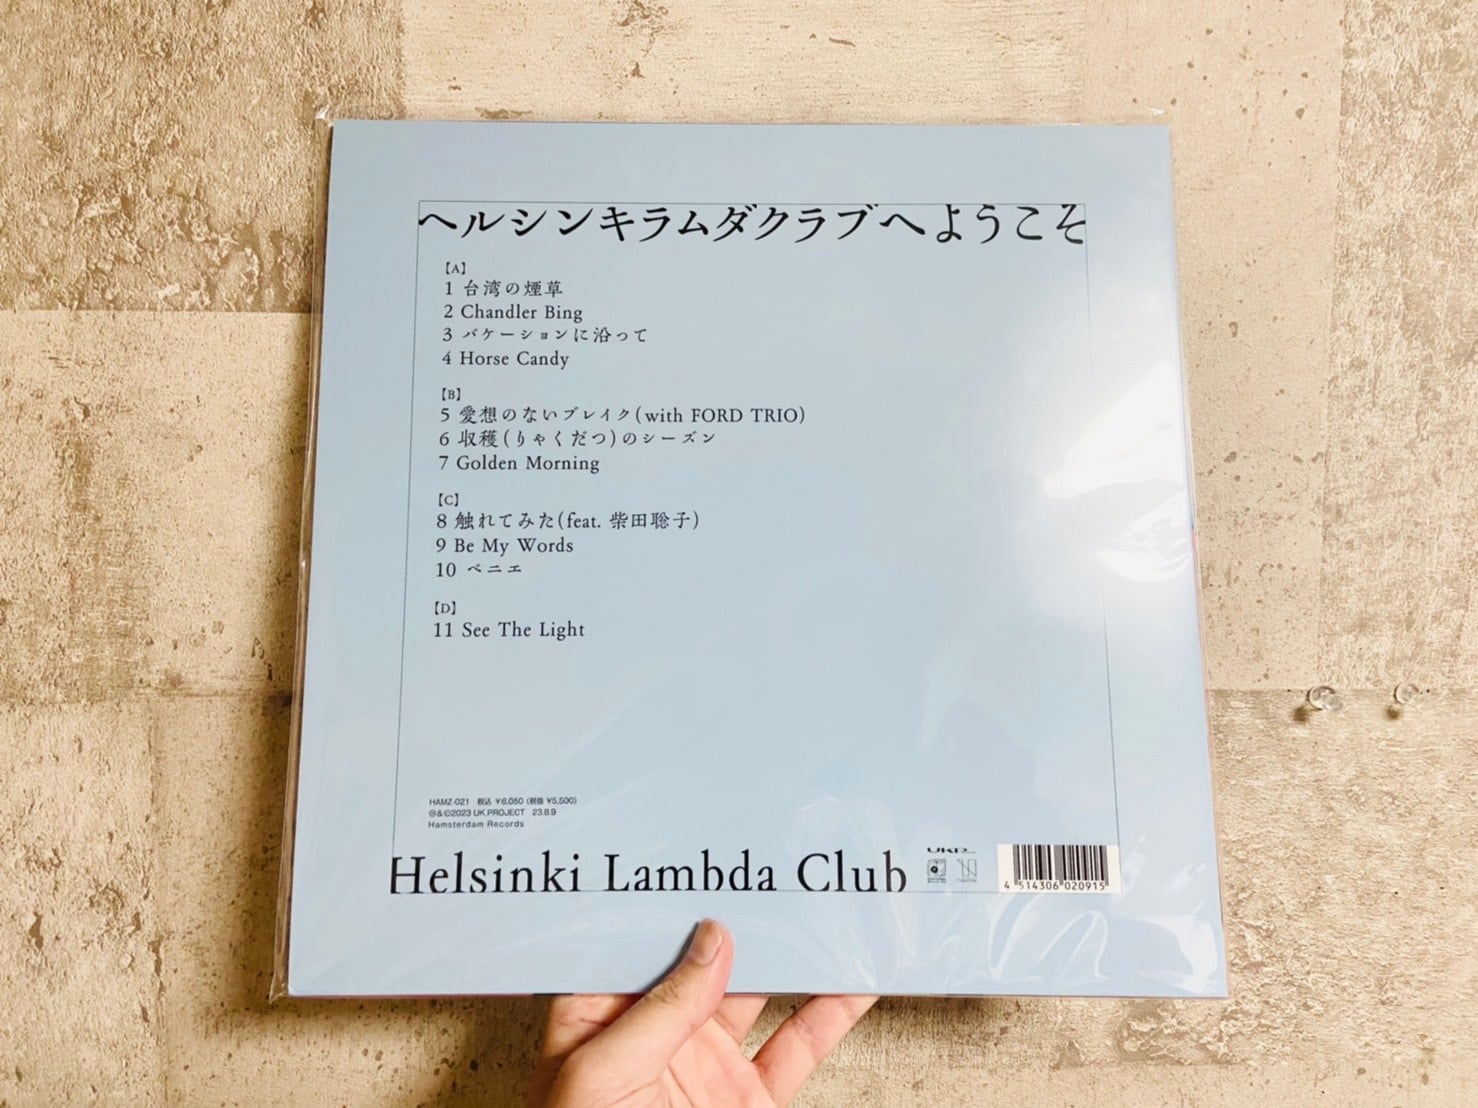 ヘルシンキラムダクラブへようこそ
【A】
1 台湾の煙草
2 Chandler Bing
3 バケーションに沿って
4 Horse Candy
【B】
5 愛想のないブレイク(with FORD TRIO)
6 収穫(りゃくだつ)のシーズン
7 Golden Morning
【C】
8 触れてみた(feat. 柴田聡子)
9 Be My Words
10 ベニエ
【D】
11 See The Light
HAMZ-021 税込 ¥6,050 (税抜 ¥5,500)
℗&©2023 UK PROJECT 23.8.9
Hamsterdam Records
Helsinki Lambda Club
UKP
4 514306 020915